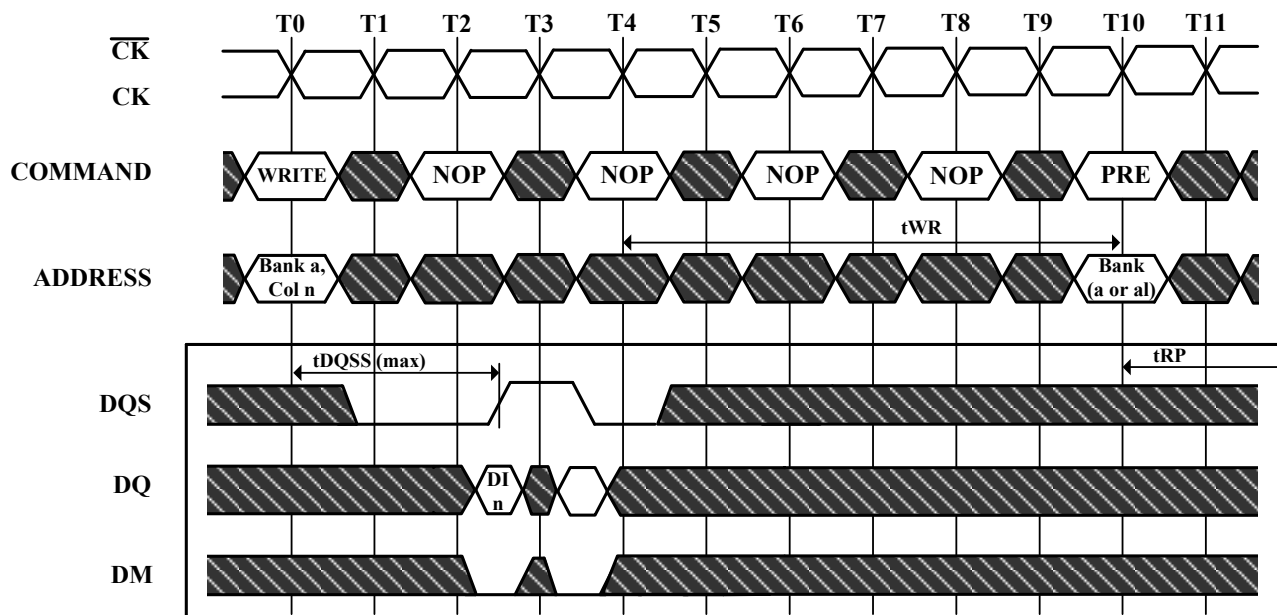 T0 T1 T2 T3 T4 T5 T6 T7 T8 T9 T10 T11
CK
CK
COMMAND WRITE NOP NOP NOP NOP PRE
tWR
ADDRESS Bank a, Col n Bank (a or al)
tDQSS (max) tRP
DQS
DQ DI n
DM